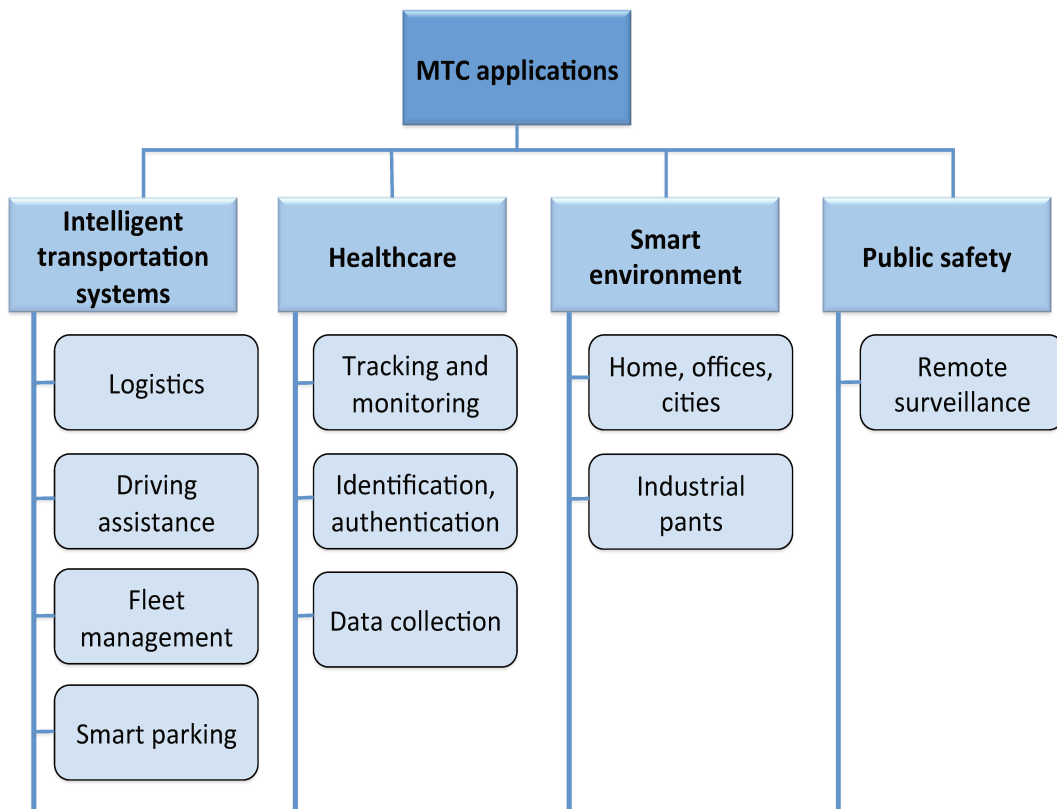 MTC applications
Intelligent
transportation
systems
Healthcare
Smart
environment
Public safety
Logistics
Driving
assistance
Fleet
management
Smart parking
Tracking and
monitoring
Identification,
authentication
Data collection
Home, offices,
cities
Industrial
pants
Remote
surveillance